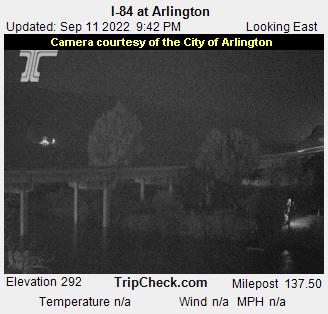 I-84 at Arlington
Updated: Sep 11 2022 9:42 PM Looking East
Camera courtesy of the City of Arlington
Elevation 292 TripCheck.com Milepost 137.50
Temperature n/a Wind n/a MPH n/a